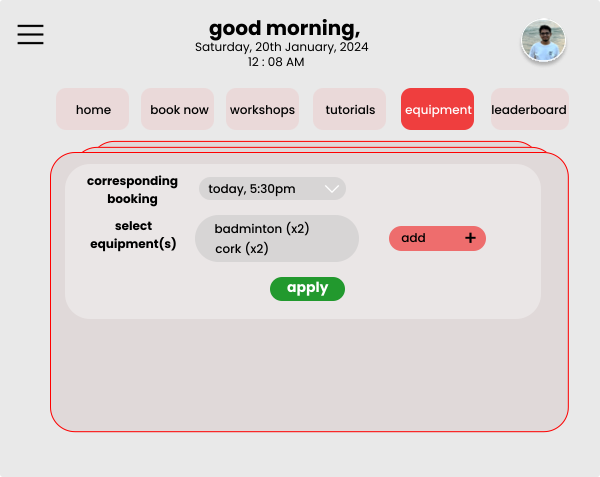 good morning,
Saturday, 20th January, 2024
12 : 08 AM
home
book now
workshops
tutorials
equipment
leaderboard
corresponding
booking
today, 5:30pm
select
equipment(s)
badminton (x2)
cork (x2)
add +
apply